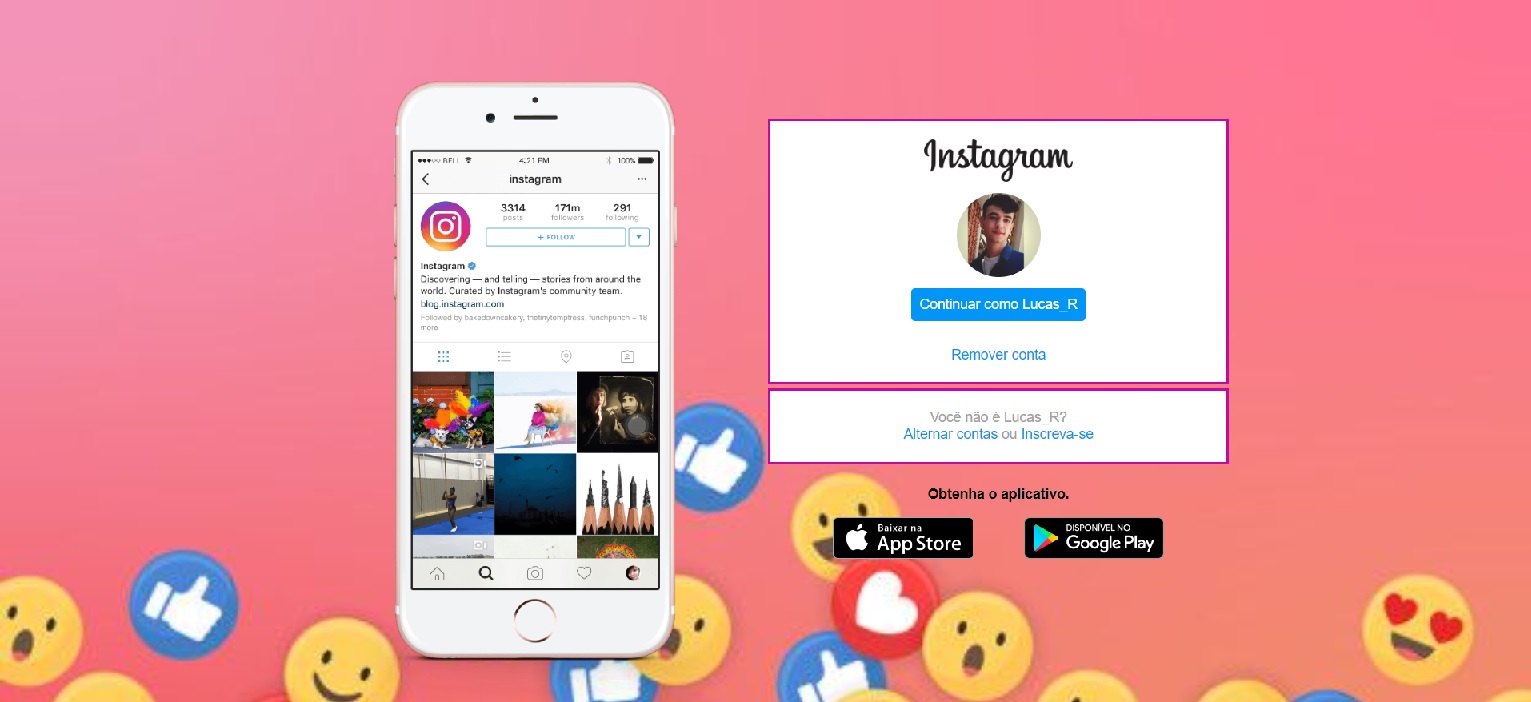 BELL 4:21 PM 100%
instagram
3314 171m 291
posts followers following
+ FOLLOW
Instagram
Discovering — and telling — stories from around the
world. Curated by Instagram's community team.
blog.instagram.com
Followed by bakedowncakery, thetinytemptress, lunchpunch + 16
more
Instagram
Continuar como Lucas_R
Remover conta
Você não é Lucas_R?
Alternar contas ou Inscreva-se
Obtenha o aplicativo.
Baixar na
App Store
DISPONÍVEL NO
Google Play